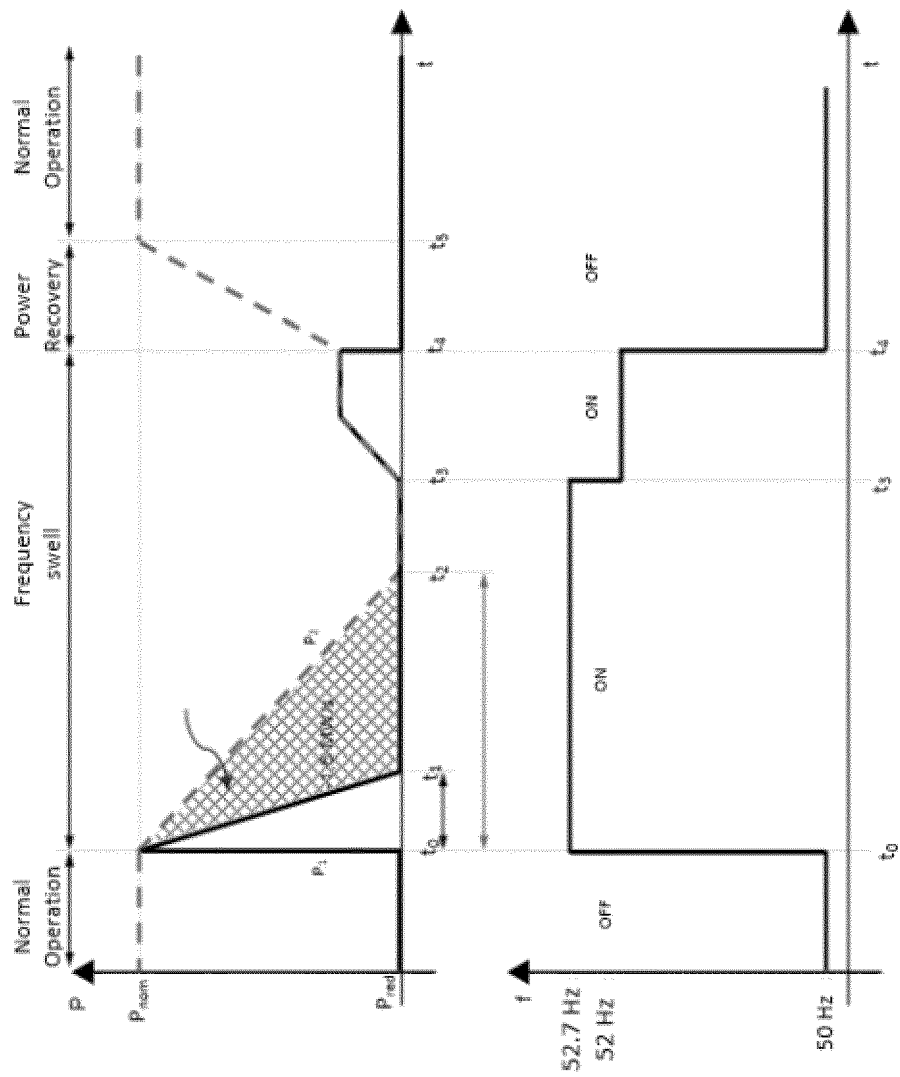 Normal
Operation
Frequency
swell
Power
Recovery
Normal
Operation
P
Pnom
Pred
P1
P2
t0
t1
t2
t3
t4
t5
t
f
52.7 Hz
52 Hz
50 Hz
OFF
ON
ON
OFF
t0
t3
t4
t